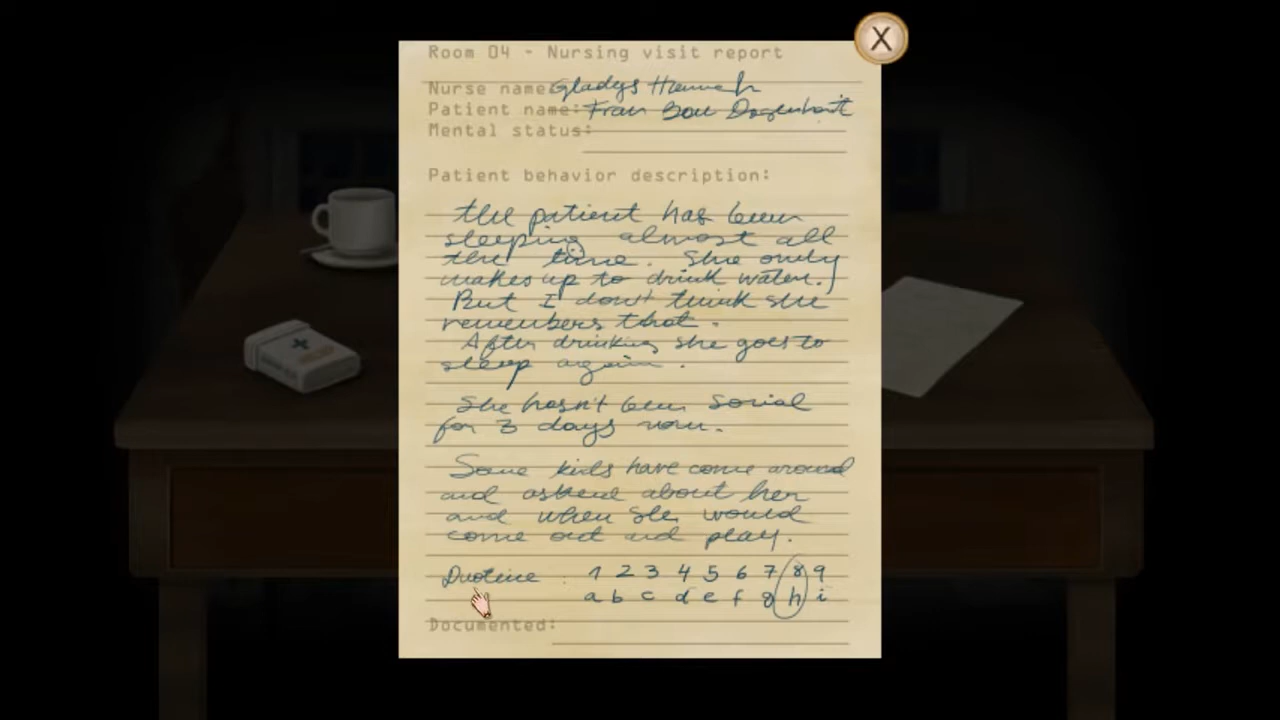 X
Room 04 - Nursing visit report
Nurse name: Gladys Hannah
Patient name: Fran Bow Dagenhart
Mental status:
Patient behavior description:
The patient has been
sleeping almost all
the time. She only
wakes up to drink water.
But I don't think she
remembers that.
After drinking she goes to
sleep again.
She hasn't been social
for 3 days now.
Some kids have come around
and asked about her
and when she would
come out and play.
Duotine : 1 2 3 4 5 6 7 8 9
a b c d e f g h i
Documented: